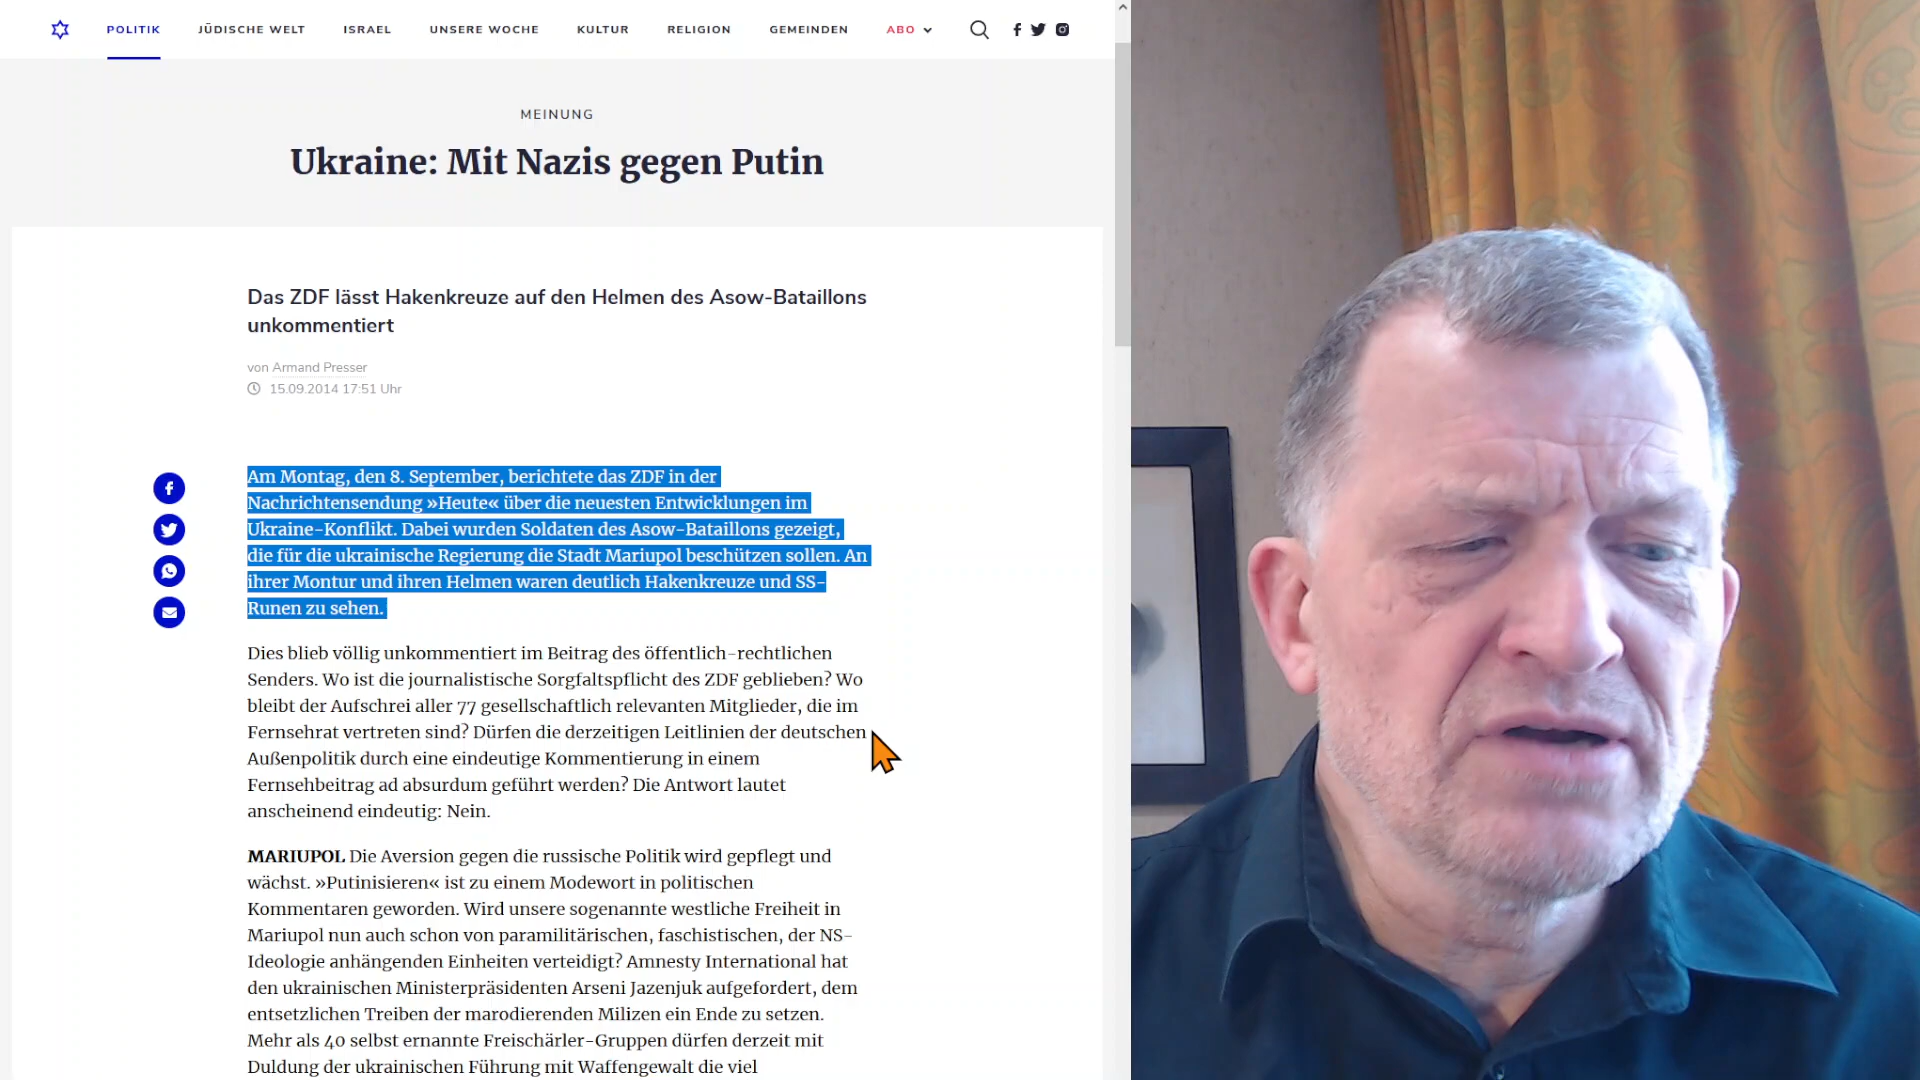 POLITIK JÜDISCHE WELT ISRAEL UNSERE WOCHE KULTUR RELIGION GEMEINDEN ABO
MEINUNG
Ukraine: Mit Nazis gegen Putin
Das ZDF lässt Hakenkreuze auf den Helmen des Asow-Bataillons
unkommentiert
von Armand Presser
15.09.2014 17:51 Uhr
Am Montag, den 8. September, berichtete das ZDF in der
Nachrichtensendung »Heute« über die neuesten Entwicklungen im
Ukraine-Konflikt. Dabei wurden Soldaten des Asow-Bataillons gezeigt,
die für die ukrainische Regierung die Stadt Mariupol beschützen sollen. An
ihrer Montur und ihren Helmen waren deutlich Hakenkreuze und SS-
Runen zu sehen.
Dies blieb völlig unkommentiert im Beitrag des öffentlich-rechtlichen
Senders. Wo ist die journalistische Sorgfaltspflicht des ZDF geblieben? Wo
bleibt der Aufschrei aller 77 gesellschaftlich relevanten Mitglieder, die im
Fernsehrat vertreten sind? Dürfen die derzeitigen Leitlinien der deutschen
Außenpolitik durch eine eindeutige Kommentierung in einem
Fernsehbeitrag ad absurdum geführt werden? Die Antwort lautet
anscheinend eindeutig: Nein.
MARIUPOL Die Aversion gegen die russische Politik wird gepflegt und
wächst. »Putinisieren« ist zu einem Modewort in politischen
Kommentaren geworden. Wird unsere sogenannte westliche Freiheit in
Mariupol nun auch schon von paramilitärischen, faschistischen, der NS-
Ideologie anhängenden Einheiten verteidigt? Amnesty International hat
den ukrainischen Ministerpräsidenten Arseni Jazenjuk aufgefordert, dem
entsetzlichen Treiben der marodierenden Milizen ein Ende zu setzen.
Mehr als 40 selbst ernannte Freischärler-Gruppen dürfen derzeit mit
Duldung der ukrainischen Führung mit Waffengewalt die viel